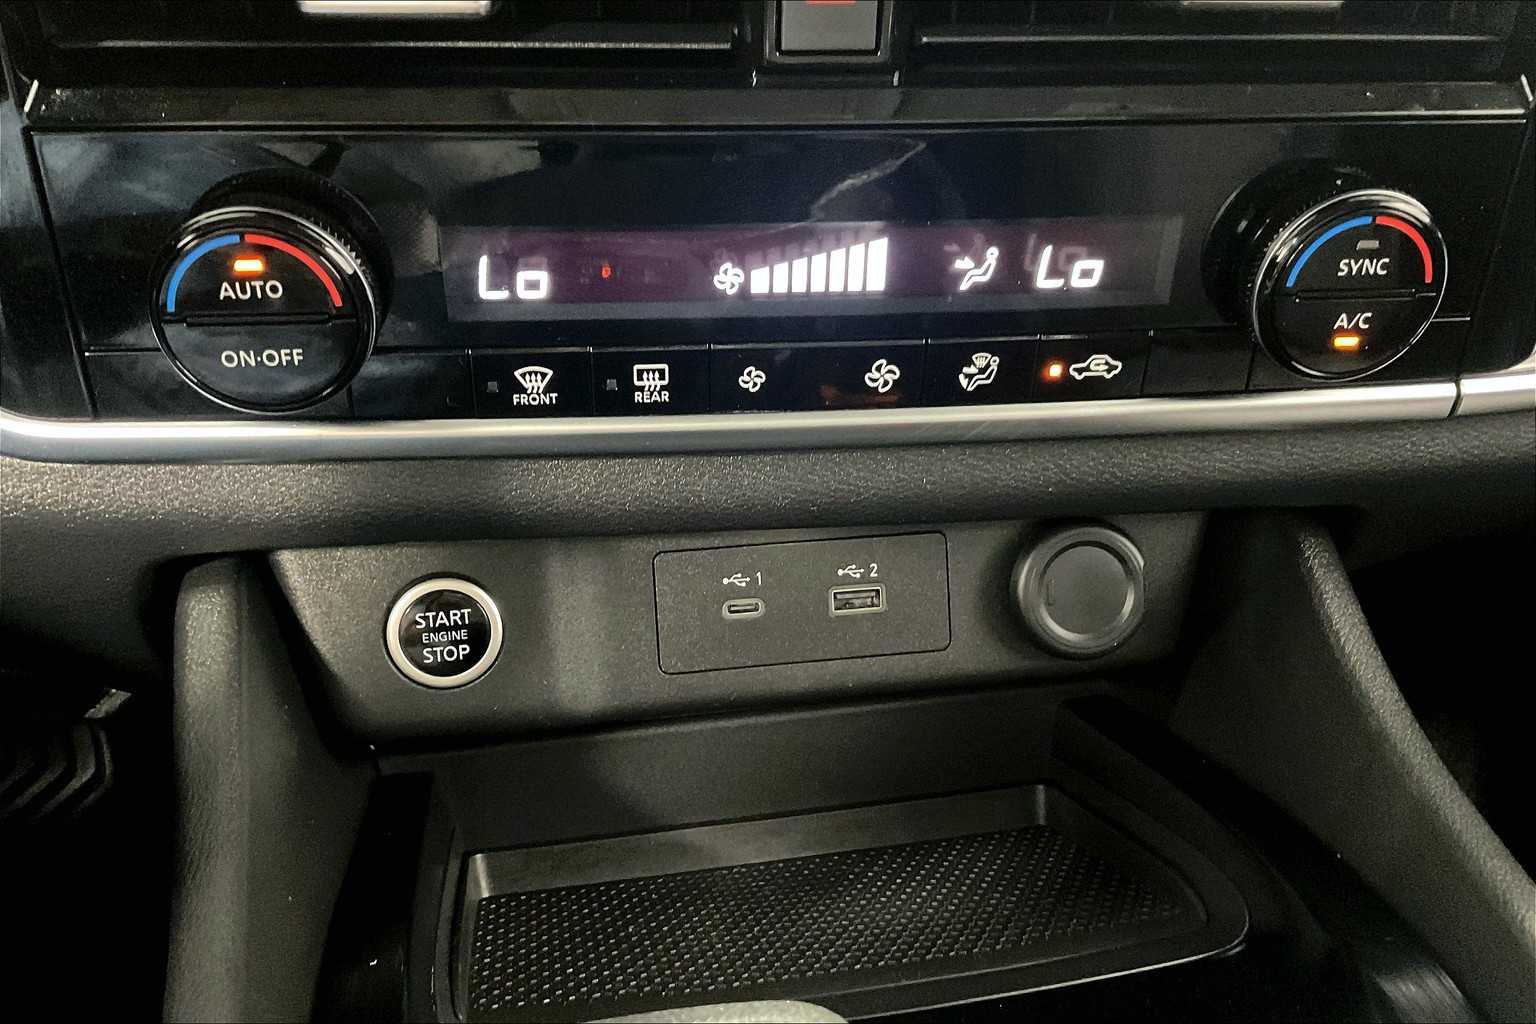 AUTO
ON·OFF
Lo
Lo
SYNC
A/C
FRONT
REAR
START
ENGINE
STOP
1
2